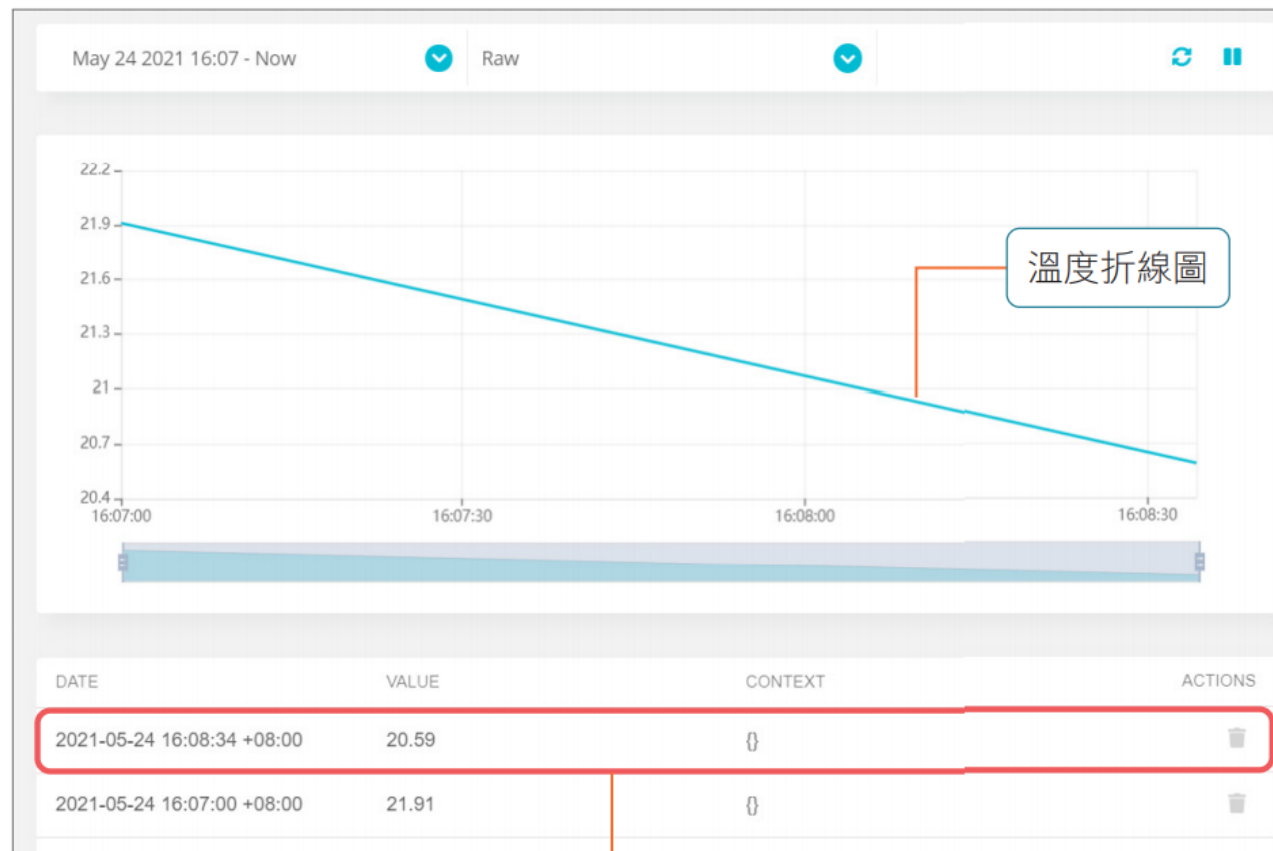 May 24 2021 16:07 - Now Raw
22.2
21.9
溫度折線圖
21.6
21.3
21
20.7
20.4
16:07:00 16:07:30 16:08:00 16:08:30
DATE VALUE CONTEXT ACTIONS
2021-05-24 16:08:34 +08:00 20.59 {}
2021-05-24 16:07:00 +08:00 21.91 {}